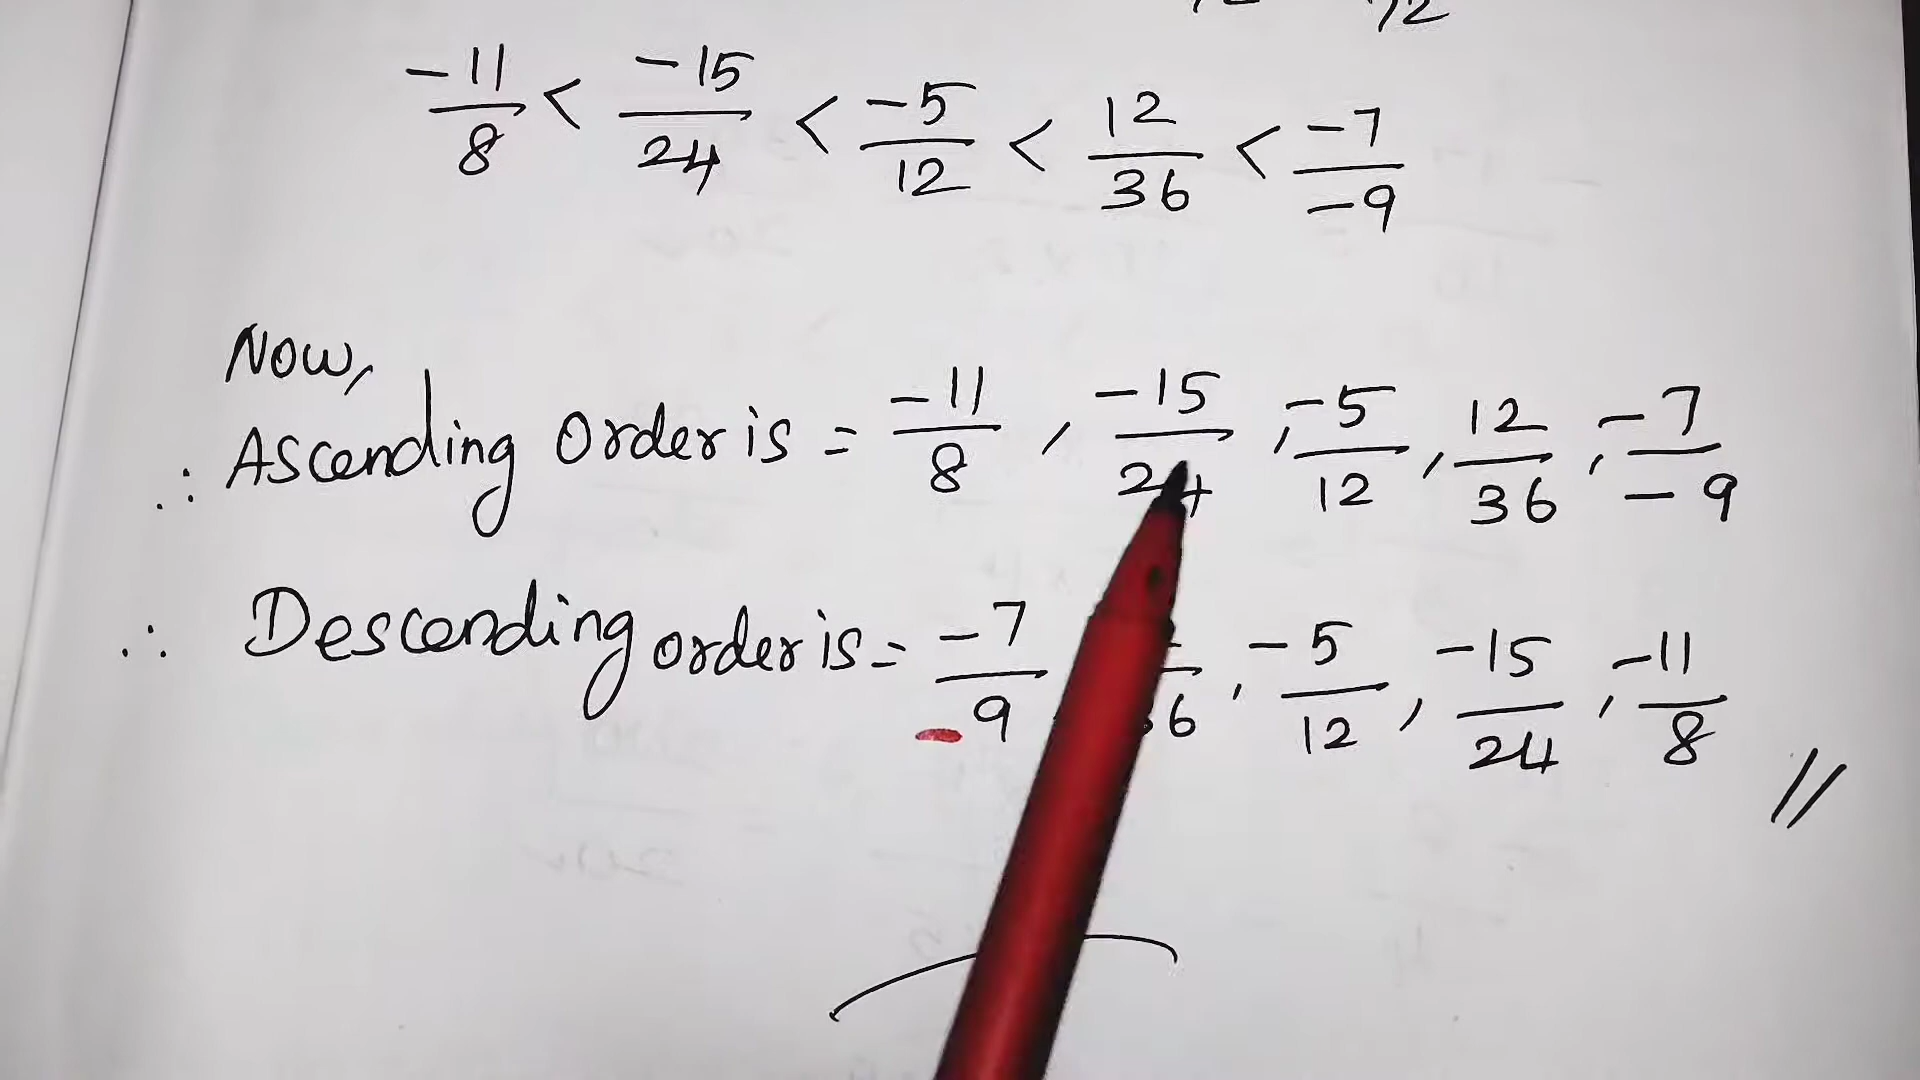 -11/8 < -15/24 < -5/12 < 12/36 < -7/-9
Now,
∴ Ascending Order is = -11/8 , -15/24 , -5/12 , 12/36 , -7/-9
∴ Descending order is = -7/-9 , -5/12 , -15/24 , -11/8 //